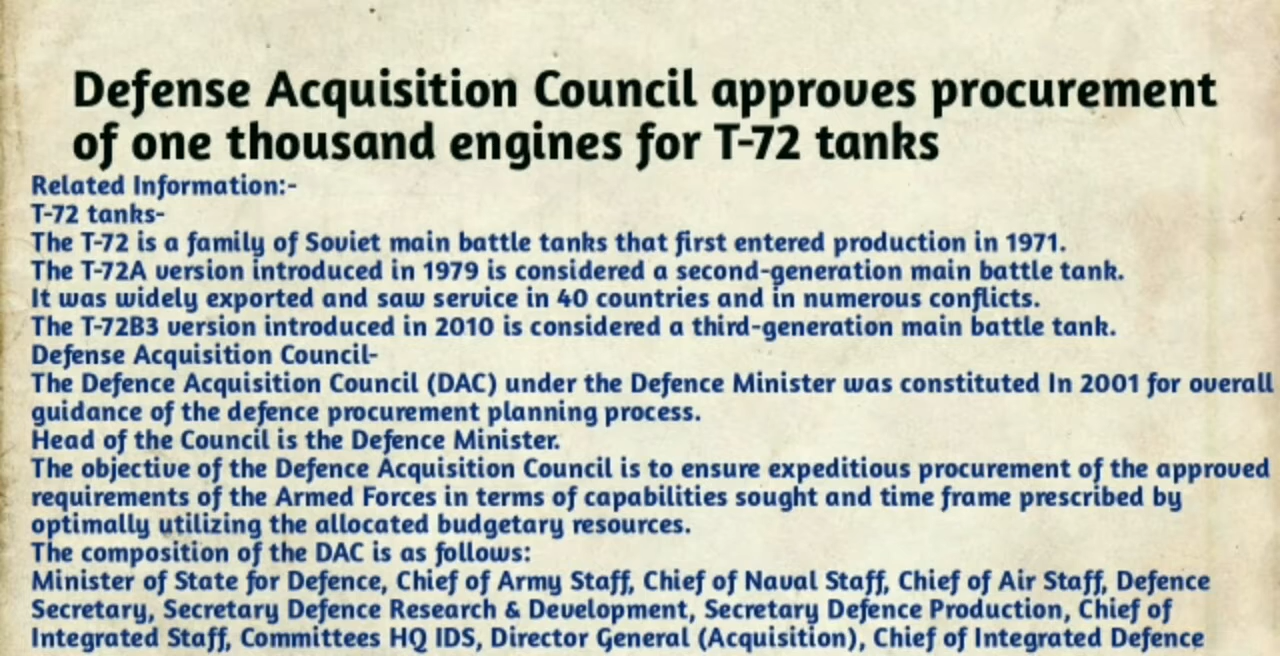 Defense Acquisition Council approves procurement
of one thousand engines for T-72 tanks
Related Information:-
T-72 tanks-
The T-72 is a family of Soviet main battle tanks that first entered production in 1971.
The T-72A version introduced in 1979 is considered a second-generation main battle tank.
It was widely exported and saw service in 40 countries and in numerous conflicts.
The T-72B3 version introduced in 2010 is considered a third-generation main battle tank.
Defense Acquisition Council-
The Defence Acquisition Council (DAC) under the Defence Minister was constituted In 2001 for overall
guidance of the defence procurement planning process.
Head of the Council is the Defence Minister.
The objective of the Defence Acquisition Council is to ensure expeditious procurement of the approved
requirements of the Armed Forces in terms of capabilities sought and time frame prescribed by
optimally utilizing the allocated budgetary resources.
The composition of the DAC is as follows:
Minister of State for Defence, Chief of Army Staff, Chief of Naval Staff, Chief of Air Staff, Defence
Secretary, Secretary Defence Research & Development, Secretary Defence Production, Chief of
Integrated Staff, Committees HQ IDS, Director General (Acquisition), Chief of Integrated Defence